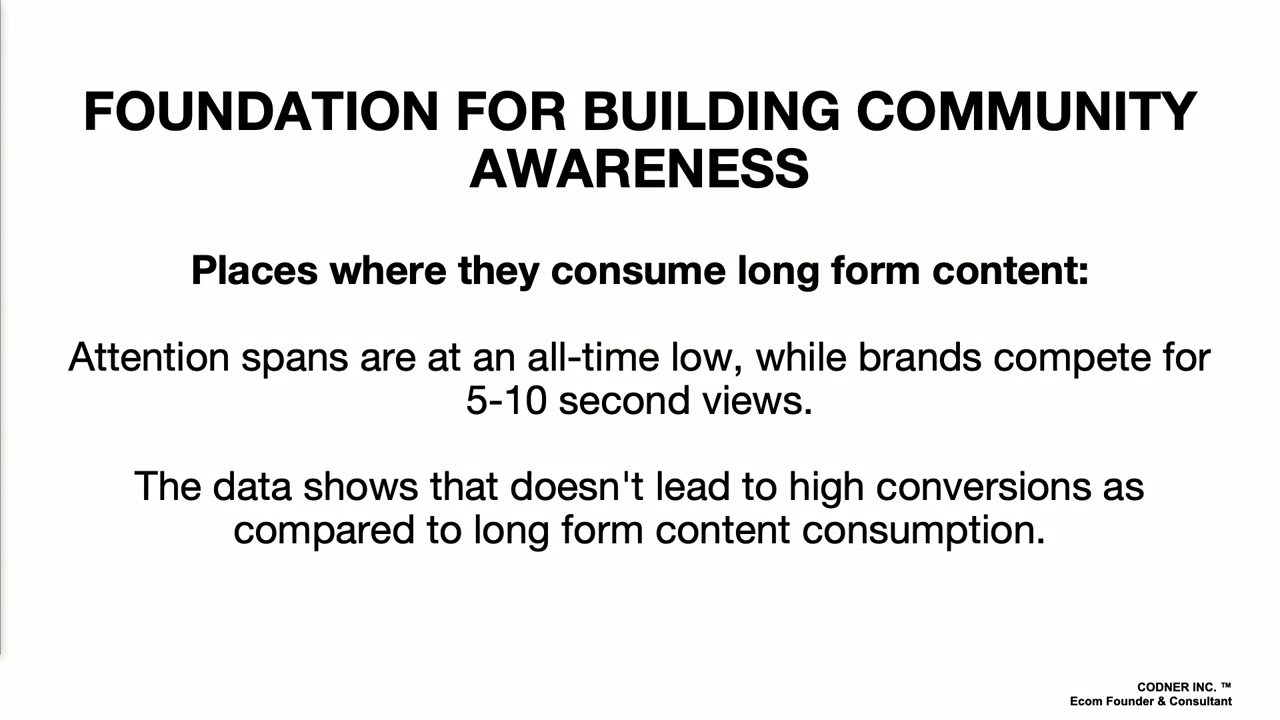 FOUNDATION FOR BUILDING COMMUNITY
AWARENESS
Places where they consume long form content:
Attention spans are at an all-time low, while brands compete for
5-10 second views.
The data shows that doesn't lead to high conversions as
compared to long form content consumption.
CODNER INC. ™
Ecom Founder & Consultant